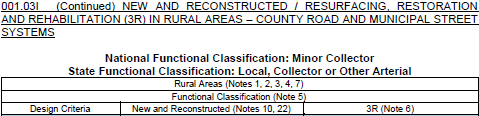 001.03I (Continued) NEW AND RECONSTRUCTED / RESURFACING, RESTORATION
AND REHABILITATION (3R) IN RURAL AREAS – COUNTY ROAD AND MUNICIPAL STREET
SYSTEMS
National Functional Classification: Minor Collector
State Functional Classification: Local, Collector or Other Arterial
Rural Areas (Notes 1, 2, 3, 4, 7)
Functional Classification (Note 5)
Design Criteria New and Reconstructed (Notes 10, 22) 3R (Note 6)